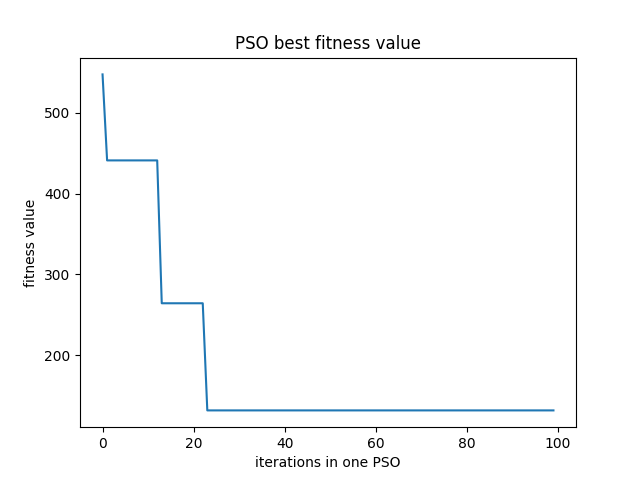 PSO best fitness value
500
400
300
200
fitness value
0 20 40 60 80 100
iterations in one PSO